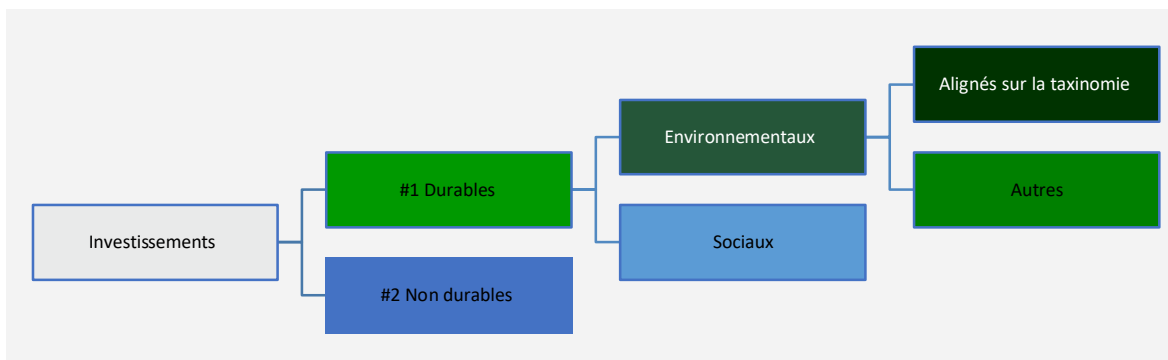 Alignés sur la taxinomie
Environnementaux
#1 Durables
Autres
Investissements
Sociaux
#2 Non durables